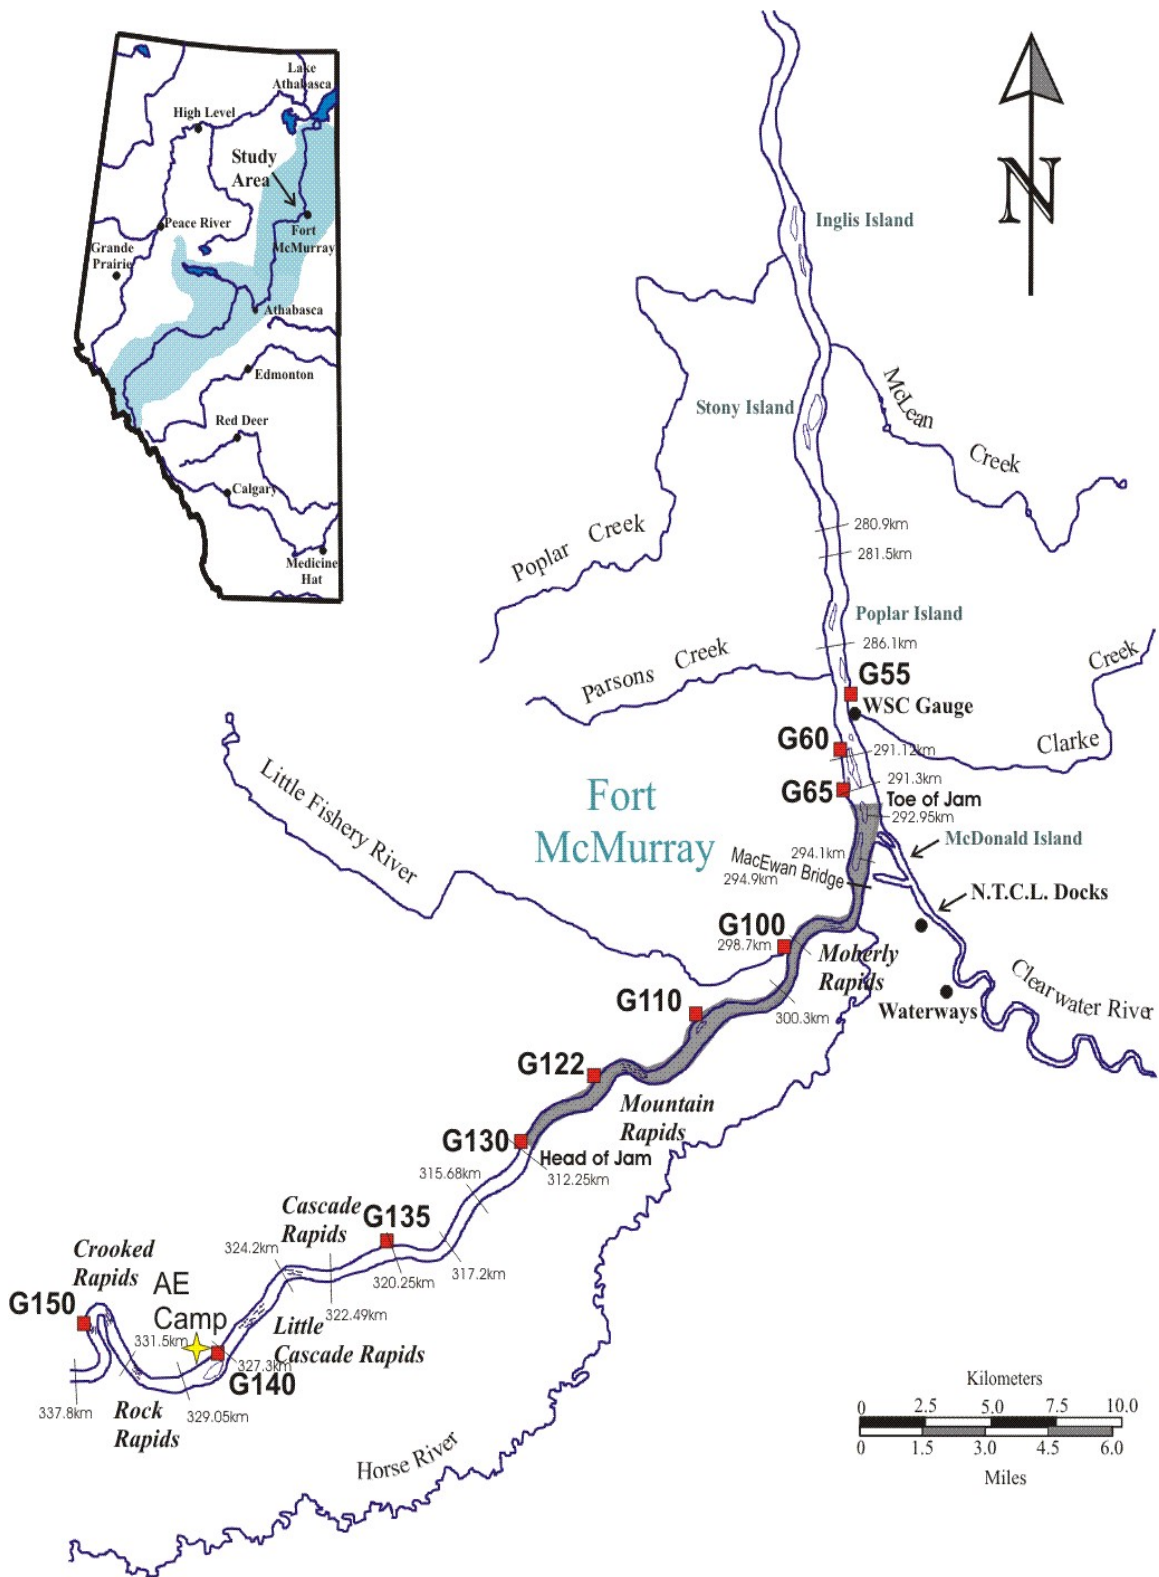 Lake
Athabasca
High Level
Study
Area
Peace River
Fort
McMurray
Grande
Prairie
Athabasca
Edmonton
Red Deer
Calgary
Medicine
Hat
N
Inglis Island
Stony Island
McLean
Creek
Poplar Creek
280.9km
281.5km
Poplar Island
286.1km
Parsons Creek
G55
WSC Gauge
Creek
Clarke
G60
291.12km
291.3km
G65
Toe of Jam
292.95km
Little Fishery River
Fort
McMurray
McDonald Island
294.1km
MacEwan Bridge
294.9km
N.T.C.L. Docks
G100
298.7km
Moberly
Rapids
Clearwater River
Waterways
G110
300.3km
G122
Mountain
Rapids
G130
Head of Jam
312.25km
315.68km
Cascade
Rapids
G135
317.2km
320.25km
324.2km
322.49km
Crooked
Rapids
AE
Camp
G150
331.5km
Little
Cascade Rapids
327.3km
G140
337.8km
329.05km
Rock
Rapids
Horse River
Kilometers
0 2.5 5.0 7.5 10.0
0 1.5 3.0 4.5 6.0
Miles